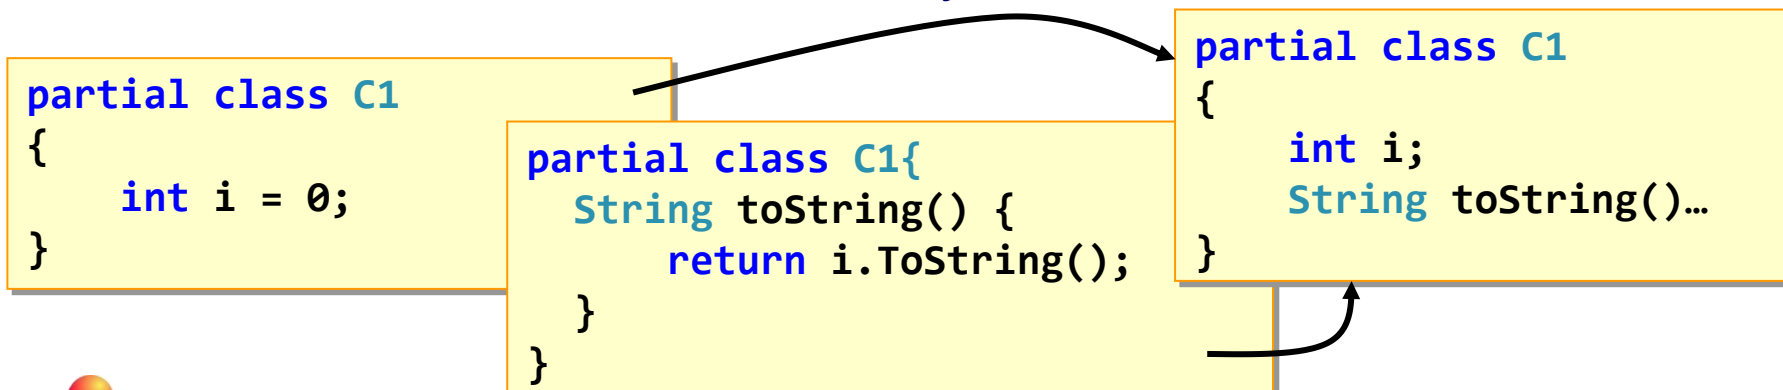 partial class C1
{
int i = 0;
}
partial class C1{
String toString() {
return i.ToString();
}
}
partial class C1
{
int i;
String toString()…
}